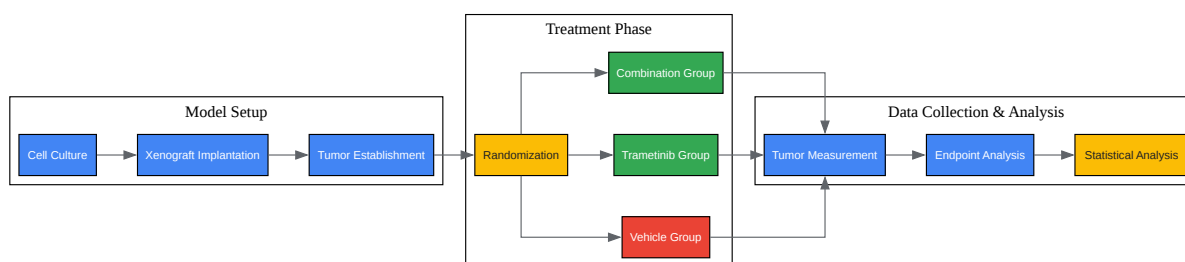 Treatment Phase
Combination Group
Model Setup
Data Collection & Analysis
Cell Culture
Xenograft Implantation
Tumor Establishment
Randomization
Trametinib Group
Tumor Measurement
Endpoint Analysis
Statistical Analysis
Vehicle Group